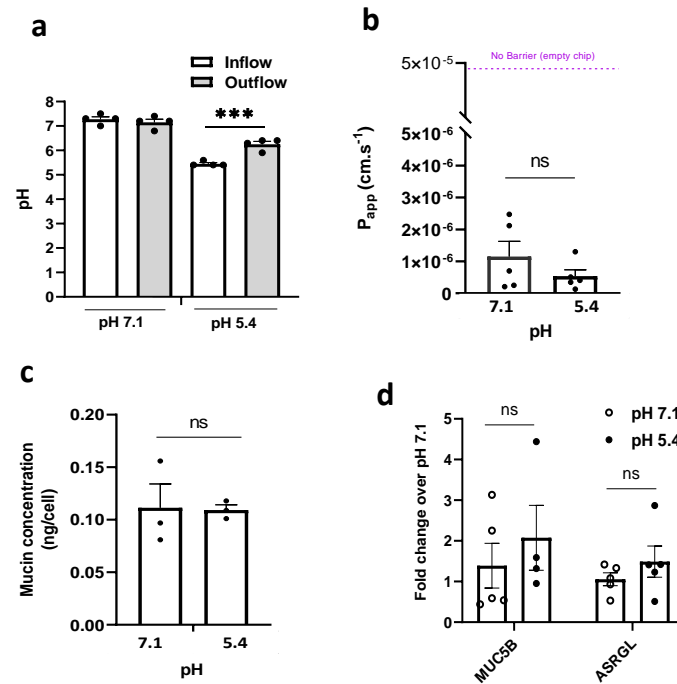 a
Inflow
Outflow
***
8
7
6
5
4
3
2
1
0
pH
pH 7.1
pH 5.4
b
No Barrier (empty chip)
5×10⁻⁵
5×10⁻⁶
4×10⁻⁶
3×10⁻⁶
2×10⁻⁶
1×10⁻⁶
0
Papp (cm.s⁻¹)
ns
7.1 5.4
pH
c
0.20
0.15
0.10
0.05
0.00
Mucin concentration
(ng/cell)
ns
7.1 5.4
pH
d
pH 7.1
pH 5.4
5
4
3
2
1
0
Fold change over pH 7.1
ns
ns
MUC5B
ASRGL